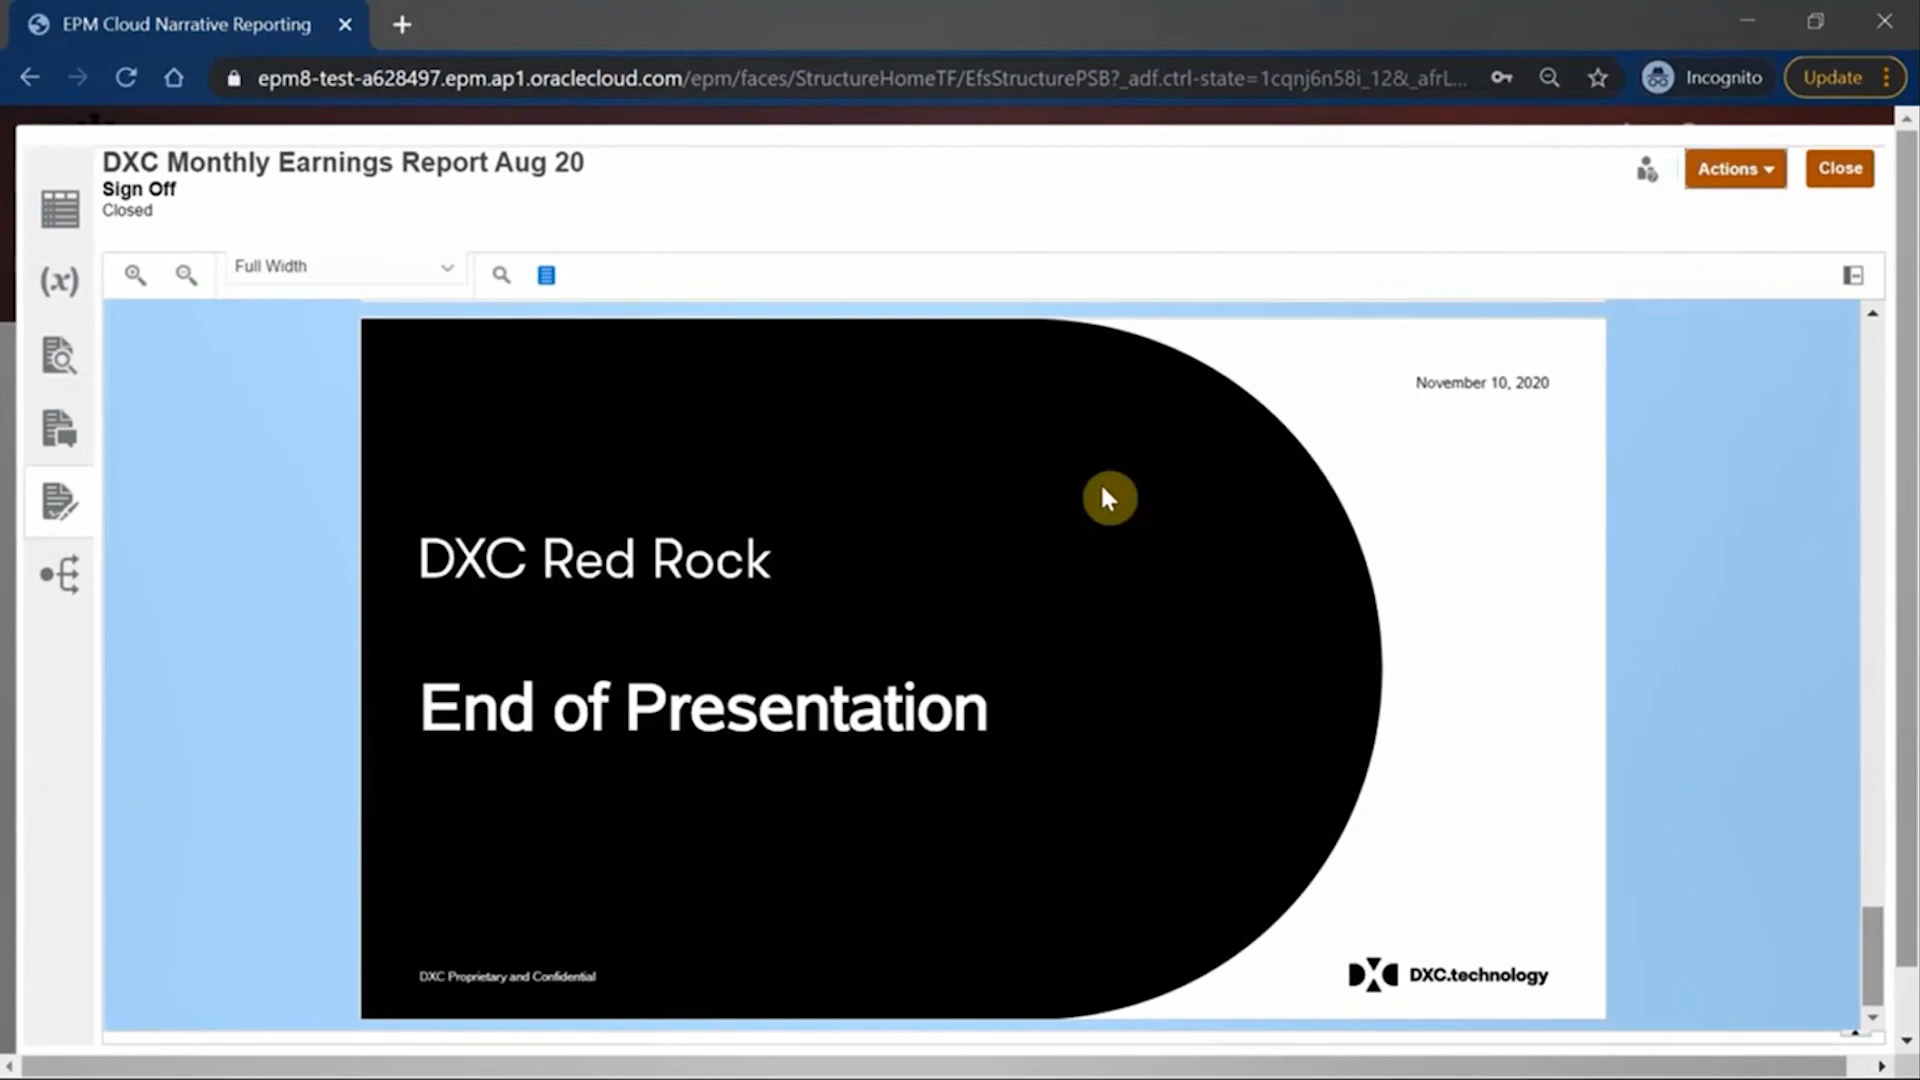 EPM Cloud Narrative Reporting
epm8-test-a628497.epm.ap1.oraclecloud.com/epm/faces/StructureHomeTF/EfsStructurePSB?_adf.ctrl-state=1cqnj6n58i_12&_afrL...
Incognito
Update
DXC Monthly Earnings Report Aug 20
Sign Off
Closed
Actions
Close
(x)
Full Width
November 10, 2020
DXC Red Rock
End of Presentation
DXC Proprietary and Confidential
DXC DXC.technology